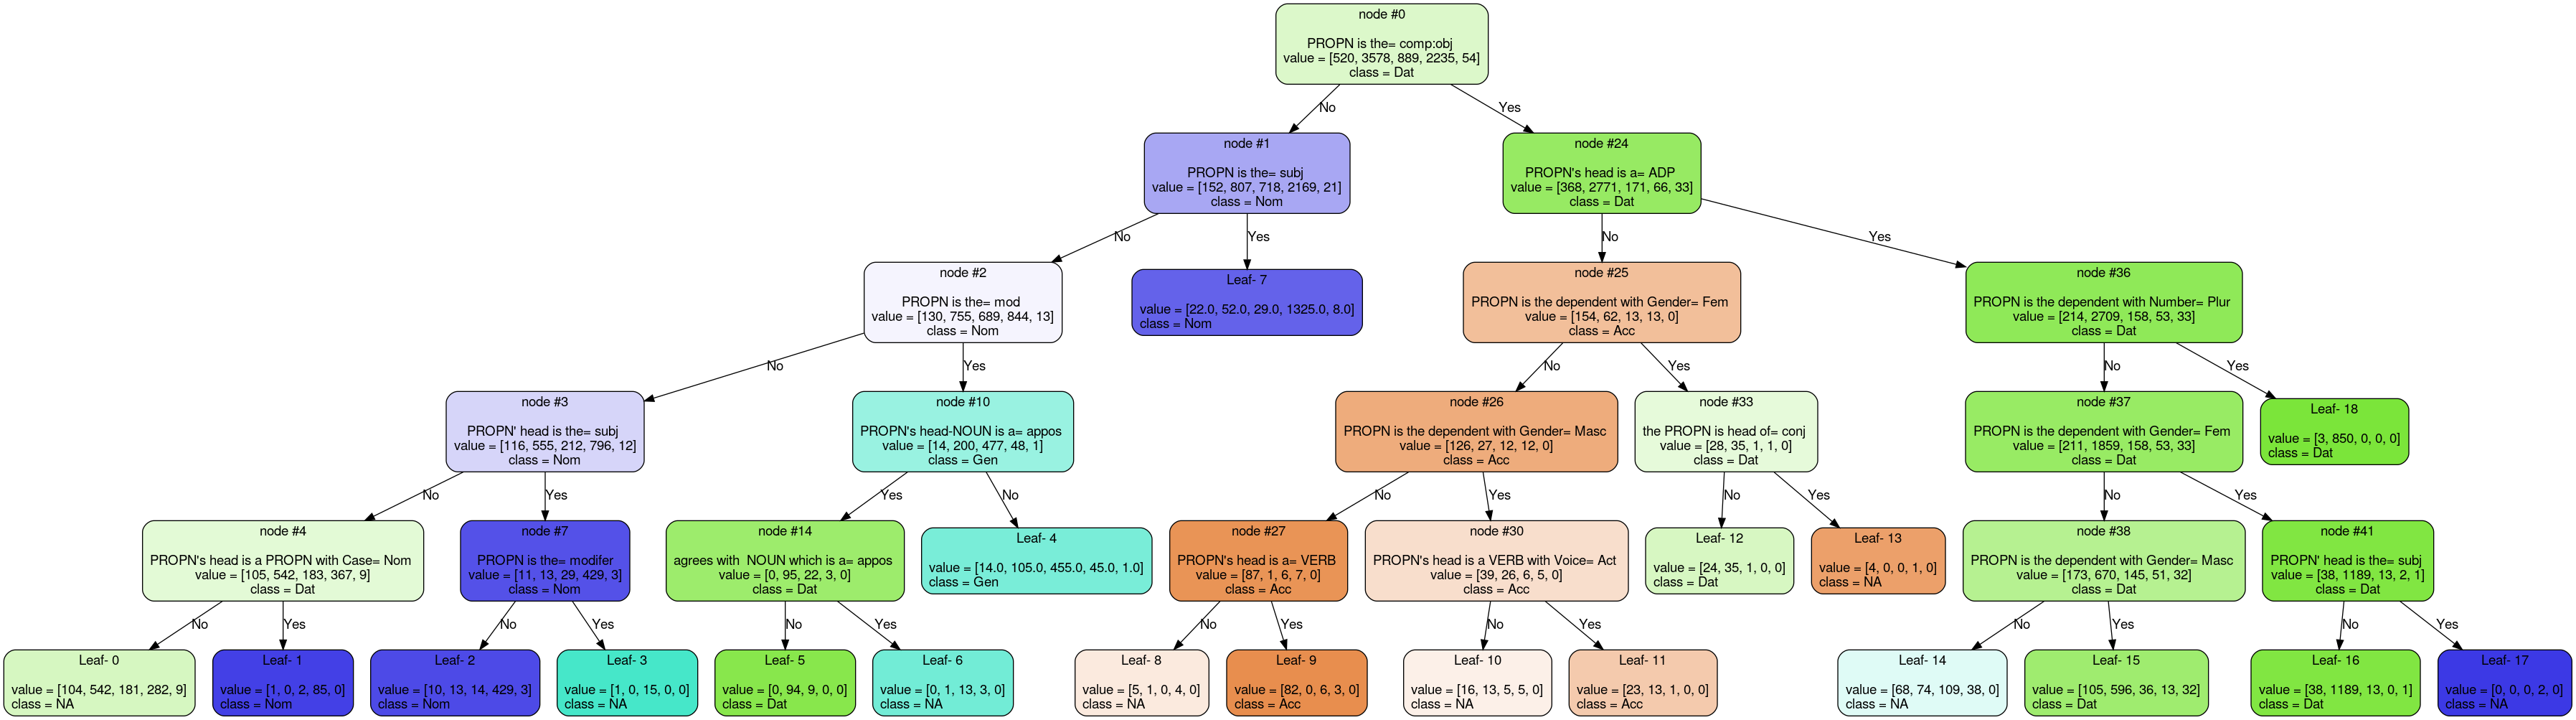 node #0
PROPN is the= comp:obj
value = [520, 3578, 889, 2235, 54]
class = Dat
No
Yes
node #1
PROPN is the= subj
value = [152, 807, 718, 2169, 21]
class = Nom
node #24
PROPN's head is a= ADP
value = [368, 2771, 171, 66, 33]
class = Dat
No
Yes
No
Yes
node #2
PROPN is the= mod
value = [130, 755, 689, 844, 13]
class = Nom
Leaf- 7
value = [22.0, 52.0, 29.0, 1325.0, 8.0]
class = Nom
node #25
PROPN is the dependent with Gender= Fem
value = [154, 62, 13, 13, 0]
class = Acc
node #36
PROPN is the dependent with Number= Plur
value = [214, 2709, 158, 53, 33]
class = Dat
No
Yes
No
Yes
No
Yes
node #3
PROPN' head is the= subj
value = [116, 555, 212, 796, 12]
class = Nom
node #10
PROPN's head-NOUN is a= appos
value = [14, 200, 477, 48, 1]
class = Gen
node #26
PROPN is the dependent with Gender= Masc
value = [126, 27, 12, 12, 0]
class = Acc
node #33
the PROPN is head of= conj
value = [28, 35, 1, 1, 0]
class = Dat
node #37
PROPN is the dependent with Gender= Fem
value = [211, 1859, 158, 53, 33]
class = Dat
Leaf- 18
value = [3, 850, 0, 0, 0]
class = Dat
No
Yes
Yes
No
No
Yes
No
Yes
No
Yes
node #4
PROPN's head is a PROPN with Case= Nom
value = [105, 542, 183, 367, 9]
class = Dat
node #7
PROPN is the= modifer
value = [11, 13, 29, 429, 3]
class = Nom
node #14
agrees with  NOUN which is a= appos
value = [0, 95, 22, 3, 0]
class = Dat
Leaf- 4
value = [14.0, 105.0, 455.0, 45.0, 1.0]
class = Gen
node #27
PROPN's head is a= VERB
value = [87, 1, 6, 7, 0]
class = Acc
node #30
PROPN's head is a VERB with Voice= Act
value = [39, 26, 6, 5, 0]
class = Acc
Leaf- 12
value = [24, 35, 1, 0, 0]
class = Dat
Leaf- 13
value = [4, 0, 0, 1, 0]
class = NA
node #38
PROPN is the dependent with Gender= Masc
value = [173, 670, 145, 51, 32]
class = Dat
node #41
PROPN' head is the= subj
value = [38, 1189, 13, 2, 1]
class = Dat
No
Yes
No
Yes
No
Yes
No
Yes
No
Yes
No
Yes
No
Yes
Leaf- 0
value = [104, 542, 181, 282, 9]
class = NA
Leaf- 1
value = [1, 0, 2, 85, 0]
class = Nom
Leaf- 2
value = [10, 13, 14, 429, 3]
class = Nom
Leaf- 3
value = [1, 0, 15, 0, 0]
class = NA
Leaf- 5
value = [0, 94, 9, 0, 0]
class = Dat
Leaf- 6
value = [0, 1, 13, 3, 0]
class = NA
Leaf- 8
value = [5, 1, 0, 4, 0]
class = NA
Leaf- 9
value = [82, 0, 6, 3, 0]
class = Acc
Leaf- 10
value = [16, 13, 5, 5, 0]
class = NA
Leaf- 11
value = [23, 13, 1, 0, 0]
class = Acc
Leaf- 14
value = [68, 74, 109, 38, 0]
class = NA
Leaf- 15
value = [105, 596, 36, 13, 32]
class = Dat
Leaf- 16
value = [38, 1189, 13, 0, 1]
class = Dat
Leaf- 17
value = [0, 0, 0, 2, 0]
class = NA